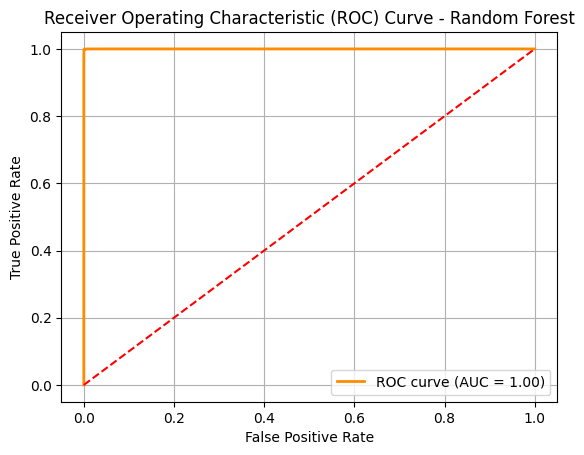 Receiver Operating Characteristic (ROC) Curve - Random Forest
1.0
0.8
0.6
0.4
0.2
0.0
True Positive Rate
ROC curve (AUC = 1.00)
0.0 0.2 0.4 0.6 0.8 1.0
False Positive Rate